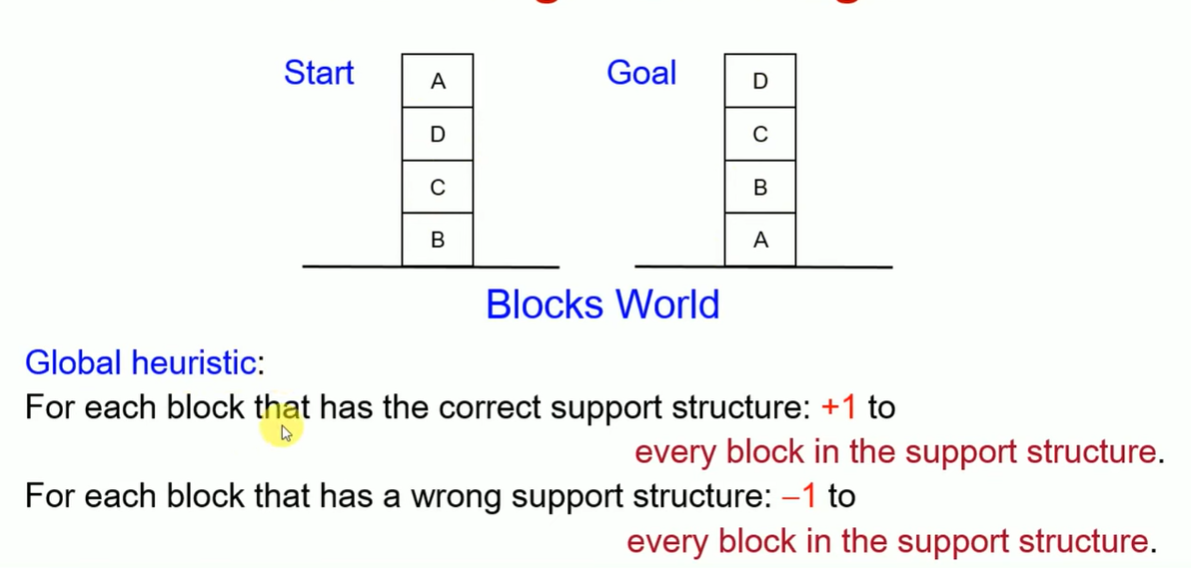 Start
A
D
C
B
Goal
D
C
B
A
Blocks World
Global heuristic:
For each block that has the correct support structure: +1 to
every block in the support structure.
For each block that has a wrong support structure: –1 to
every block in the support structure.